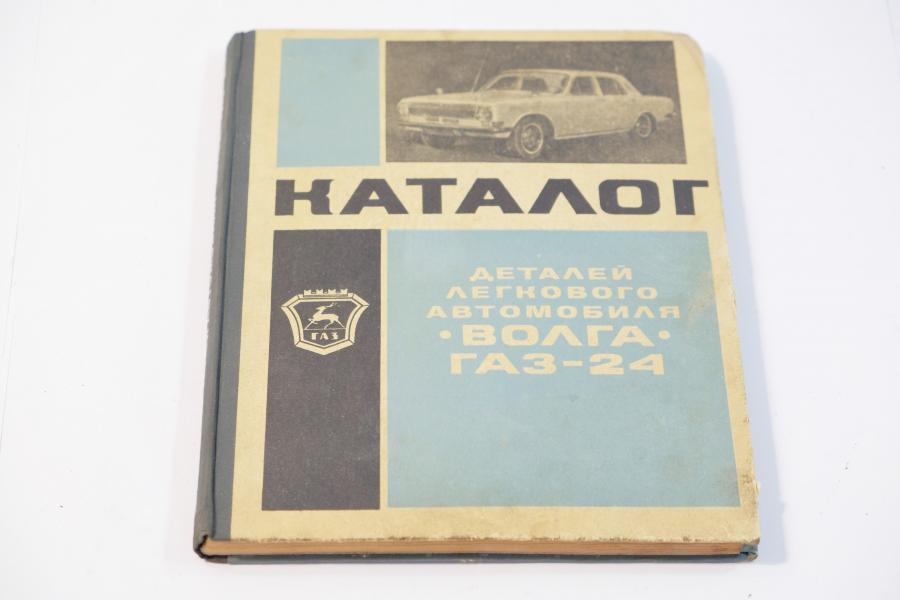 КАТАЛОГ
ГАЗ
ДЕТАЛЕЙ
ЛЕГКОВОГО
АВТОМОБИЛЯ
•ВОЛГА•
ГАЗ-24